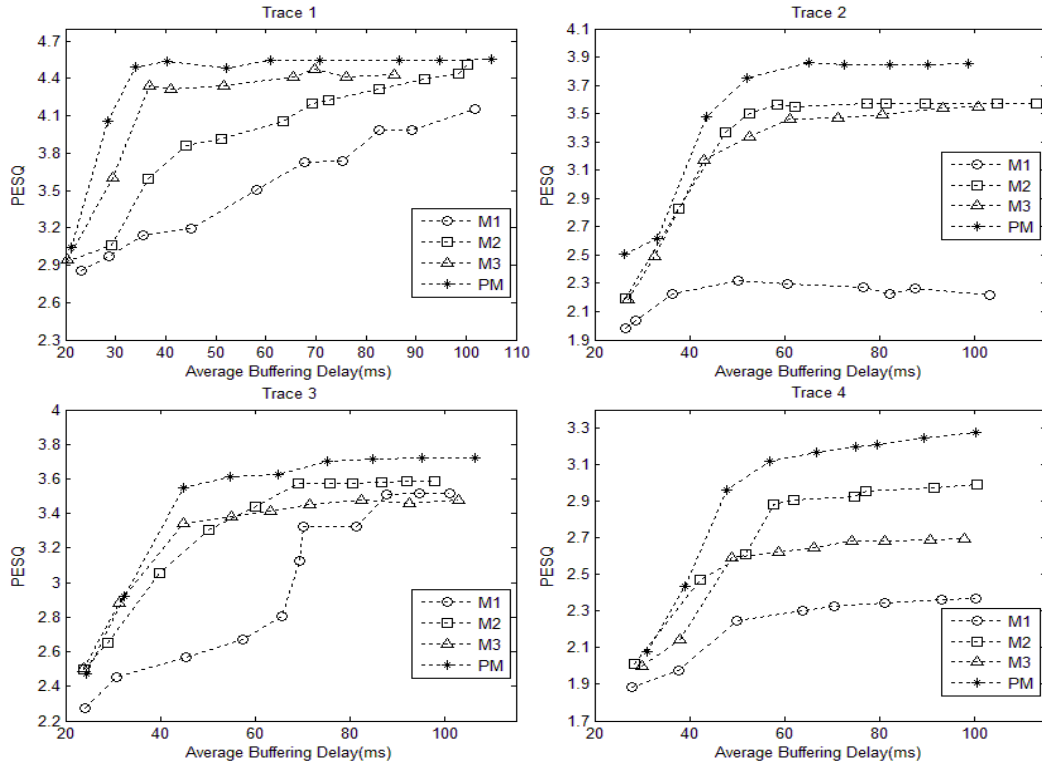 Trace 1
4.7
4.4
4.1
3.8
3.5
3.2
2.9
2.6
2.3
PESQ
20 30 40 50 60 70 80 90 100 110
Average Buffering Delay(ms)
M1
M2
M3
PM
Trace 2
4.1
3.9
3.7
3.5
3.3
3.1
2.9
2.7
2.5
2.3
2.1
1.9
PESQ
20 40 60 80 100
Average Buffering Delay(ms)
M1
M2
M3
PM
Trace 3
4
3.8
3.6
3.4
3.2
3
2.8
2.6
2.4
2.2
PESQ
20 40 60 80 100
Average Buffering Delay(ms)
M1
M2
M3
PM
Trace 4
3.3
3.1
2.9
2.7
2.5
2.3
2.1
1.9
1.7
PESQ
20 40 60 80 100
Average Buffering Delay(ms)
M1
M2
M3
PM